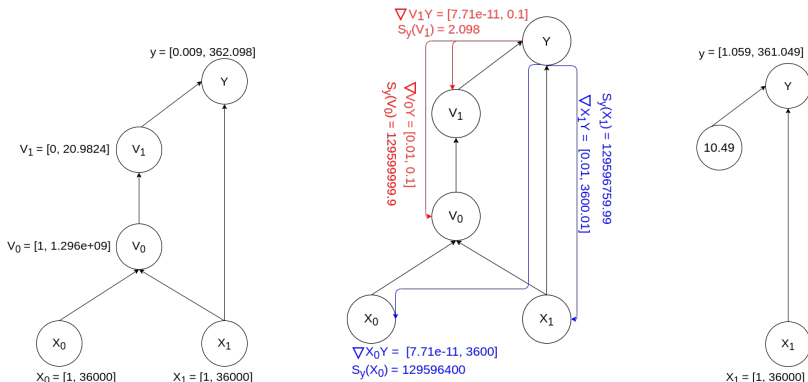 y = [0.009, 362.098]
Y
V₁ = [0, 20.9824]
V₁
V₀ = [1, 1.296e+09]
V₀
X₀
X₁
X₀ = [1, 36000]
X₁ = [1, 36000]
▽V₁Y = [7.71e-11, 0.1]
Sy(V₁) = 2.098
Y
▽V₀Y = [0.01, 0.1]
Sy(V₀) = 129599999.9
V₁
Sy(X₁) = 129596759.99
▽X₁Y = [0.01, 3600.01]
V₀
X₀
X₁
▽X₀Y = [7.71e-11, 3600]
Sy(X₀) = 129596400
y = [1.059, 361.049]
Y
10.49
X₁
X₁ = [1, 36000]